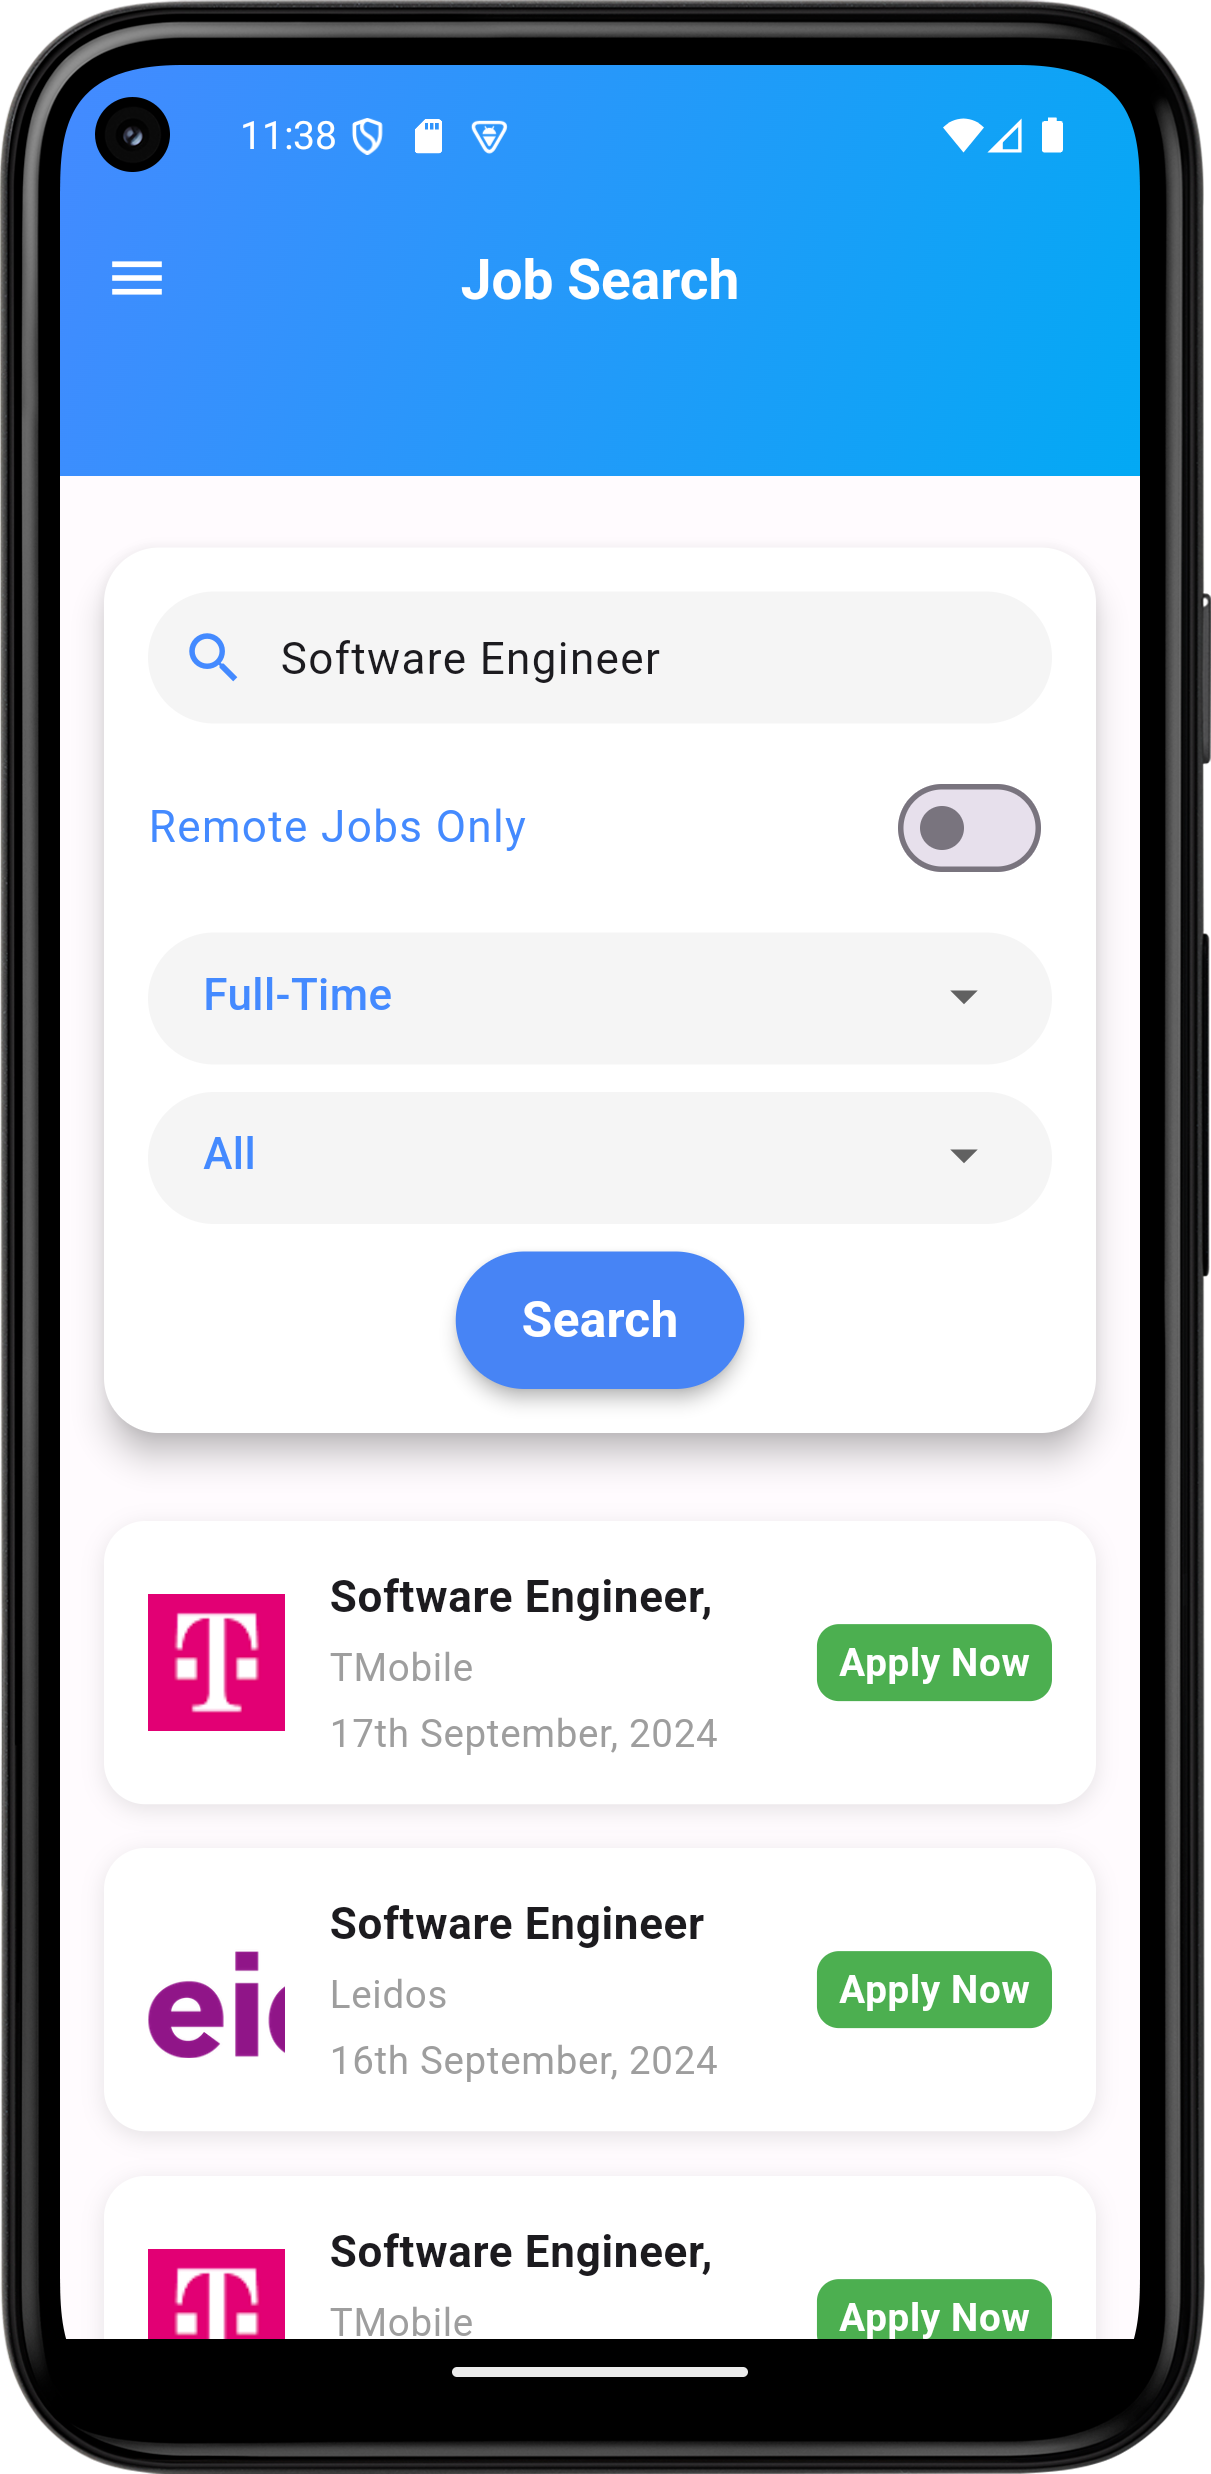 11:38
Job Search
Software Engineer
Remote Jobs Only
Full-Time
All
Search
Software Engineer,
TMobile
17th September, 2024
Apply Now
T
Software Engineer
Leidos
16th September, 2024
Apply Now
ei
Software Engineer,
TMobile
Apply Now
T